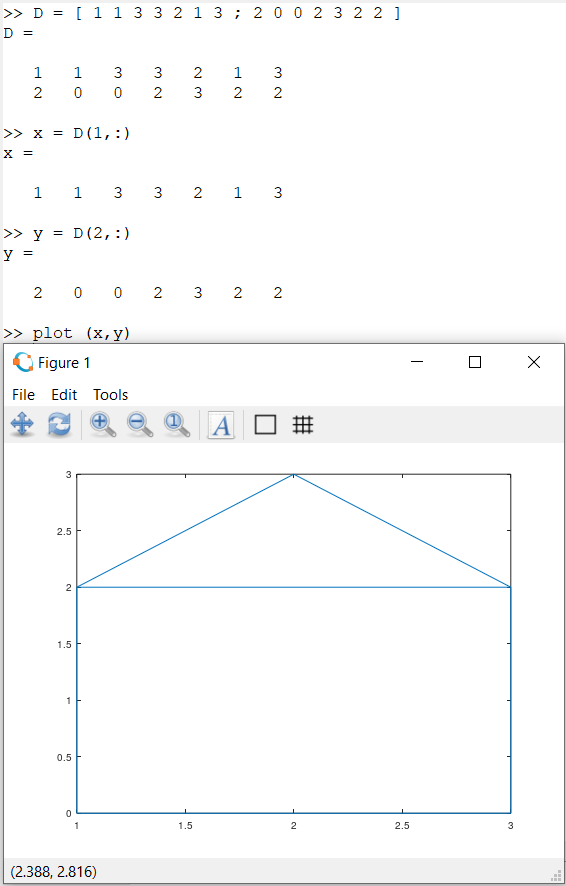 >> D = [ 1 1 3 3 2 1 3 ; 2 0 0 2 3 2 2 ]
D =
1 1 3 3 2 1 3
2 0 0 2 3 2 2
>> x = D(1,:)
x =
1 1 3 3 2 1 3
>> y = D(2,:)
y =
2 0 0 2 3 2 2
>> plot (x,y)
Figure 1
File Edit Tools
1 A
3
2.5
2
1.5
1
0.5
0
1 1.5 2 2.5 3
(2.388, 2.816)